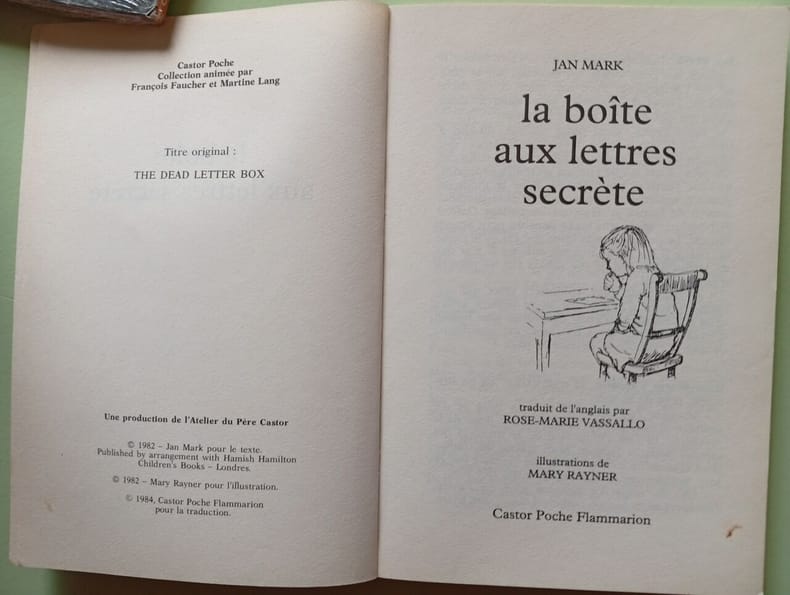 Castor Poche
Collection animée par
François Faucher et Martine Lang
Titre original :
THE DEAD LETTER BOX
Une production de l'Atelier du Père Castor
© 1982 – Jan Mark pour le texte.
Published by arrangement with Hamish Hamilton
Children's Books – Londres.
© 1982 – Mary Rayner pour l'illustration.
© 1984, Castor Poche Flammarion
pour la traduction.
JAN MARK
la boîte
aux lettres
secrète
traduit de l'anglais par
ROSE-MARIE VASSALLO
illustrations de
MARY RAYNER
Castor Poche Flammarion